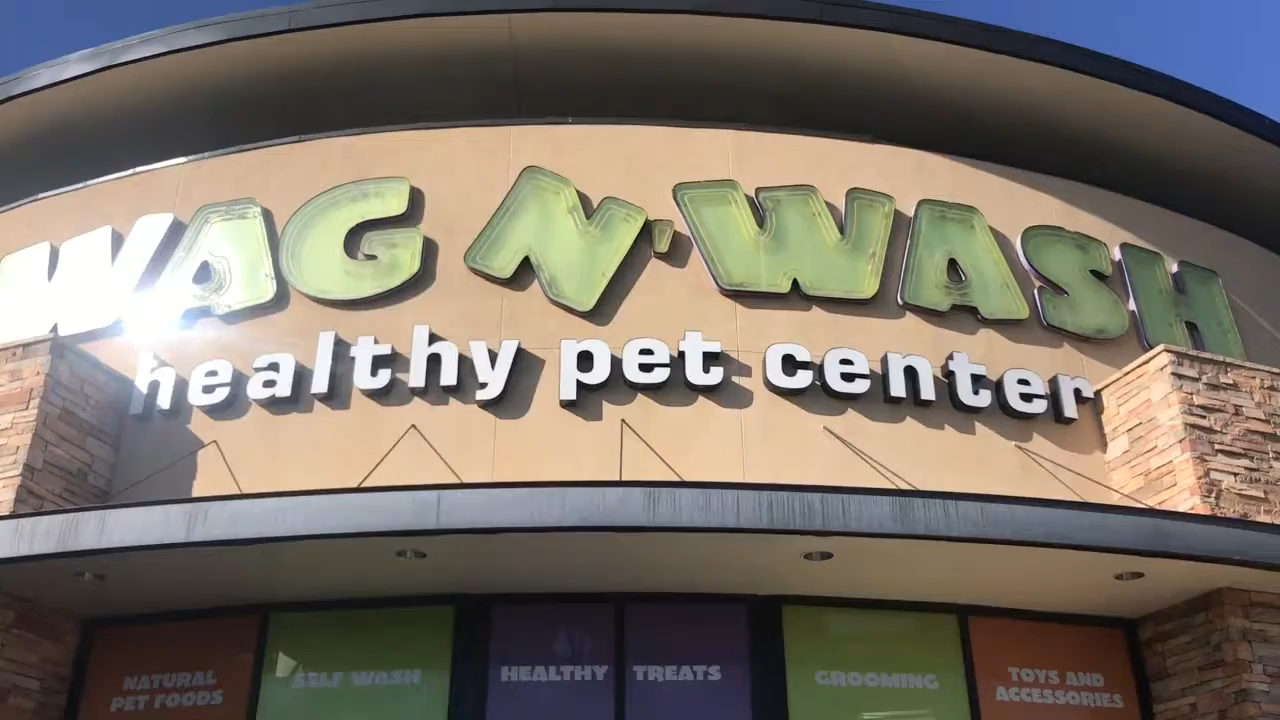 WAG N' WASH
healthy pet center
NATURAL
PET FOODS
SELF WASH
HEALTHY TREATS
GROOMING
TOYS AND
ACCESSORIES